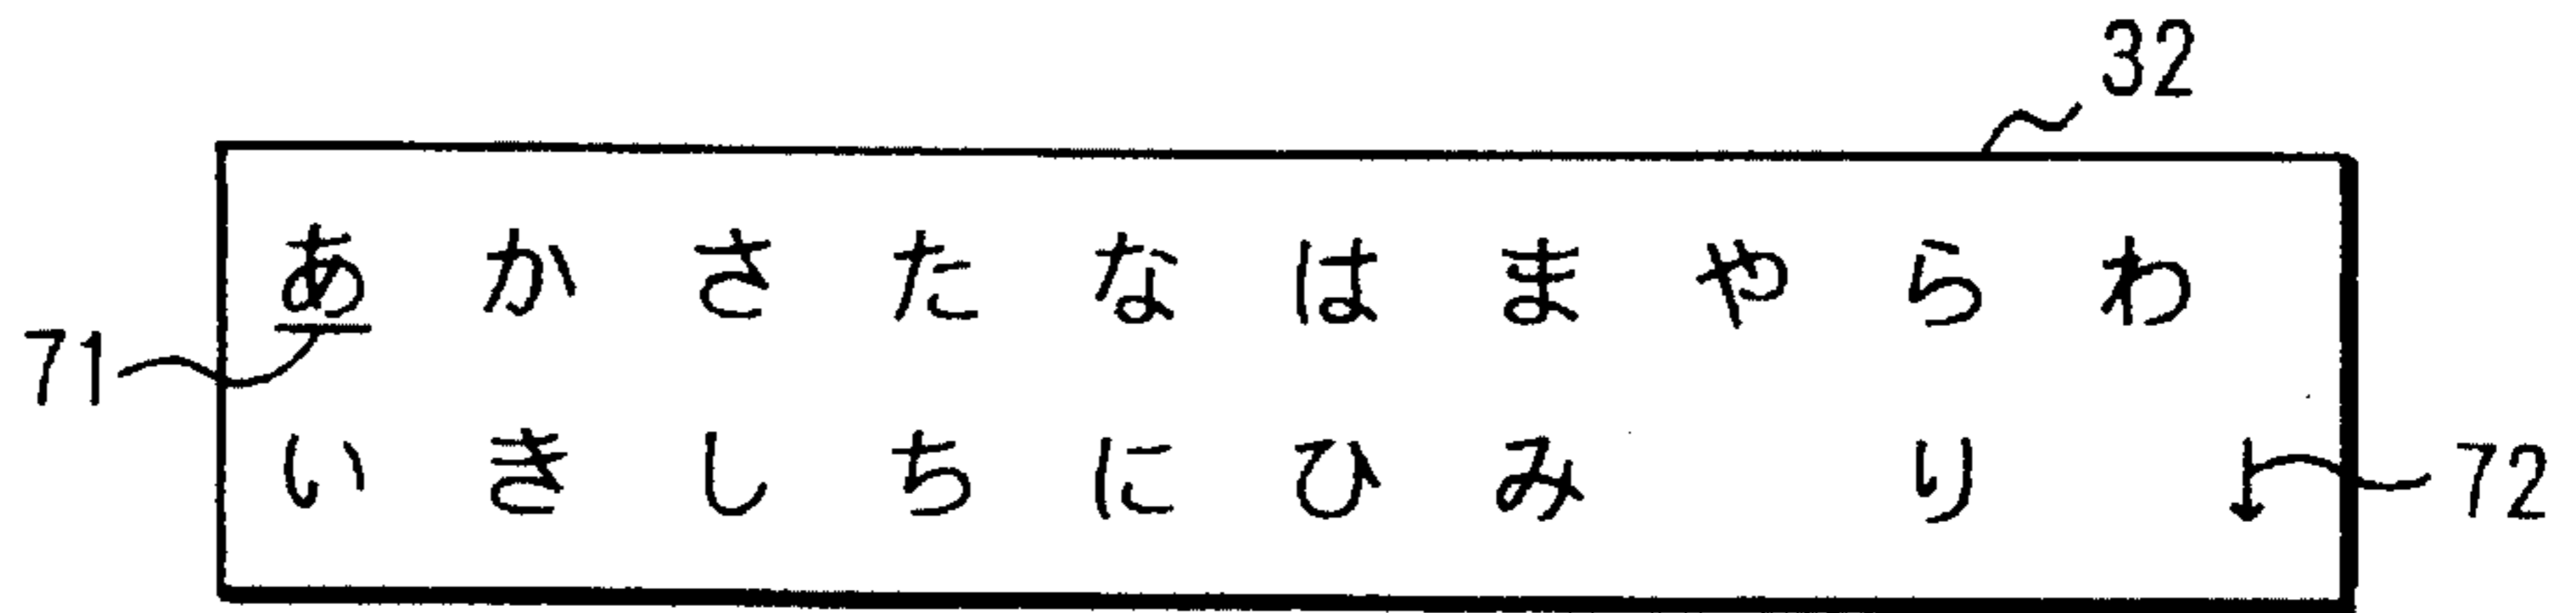 32
あ か さ た な は ま や ら わ
71
い き し ち に ひ み り ↓
72